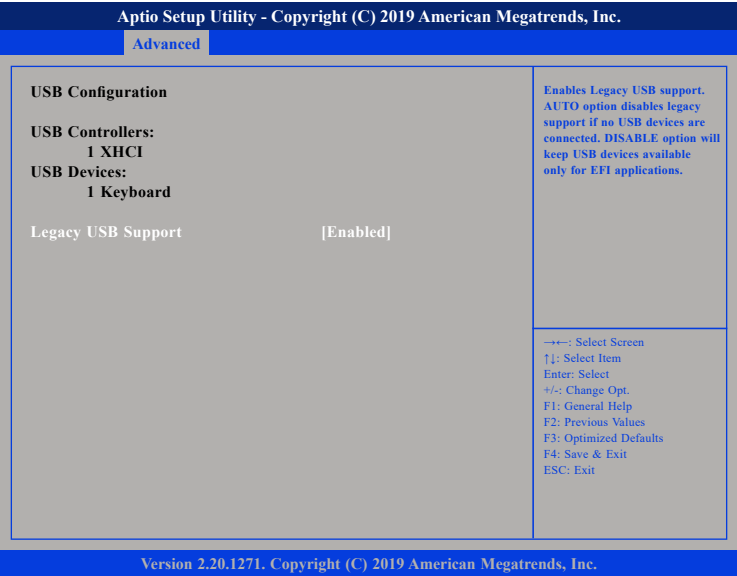 Aptio Setup Utility - Copyright (C) 2019 American Megatrends, Inc.
Advanced
USB Configuration
USB Controllers:
1 XHCI
USB Devices:
1 Keyboard
Legacy USB Support [Enabled]
Enables Legacy USB support.
AUTO option disables legacy
support if no USB devices are
connected. DISABLE option will
keep USB devices available
only for EFI applications.
→←: Select Screen
↑↓: Select Item
Enter: Select
+/-: Change Opt.
F1: General Help
F2: Previous Values
F3: Optimized Defaults
F4: Save & Exit
ESC: Exit
Version 2.20.1271. Copyright (C) 2019 American Megatrends, Inc.